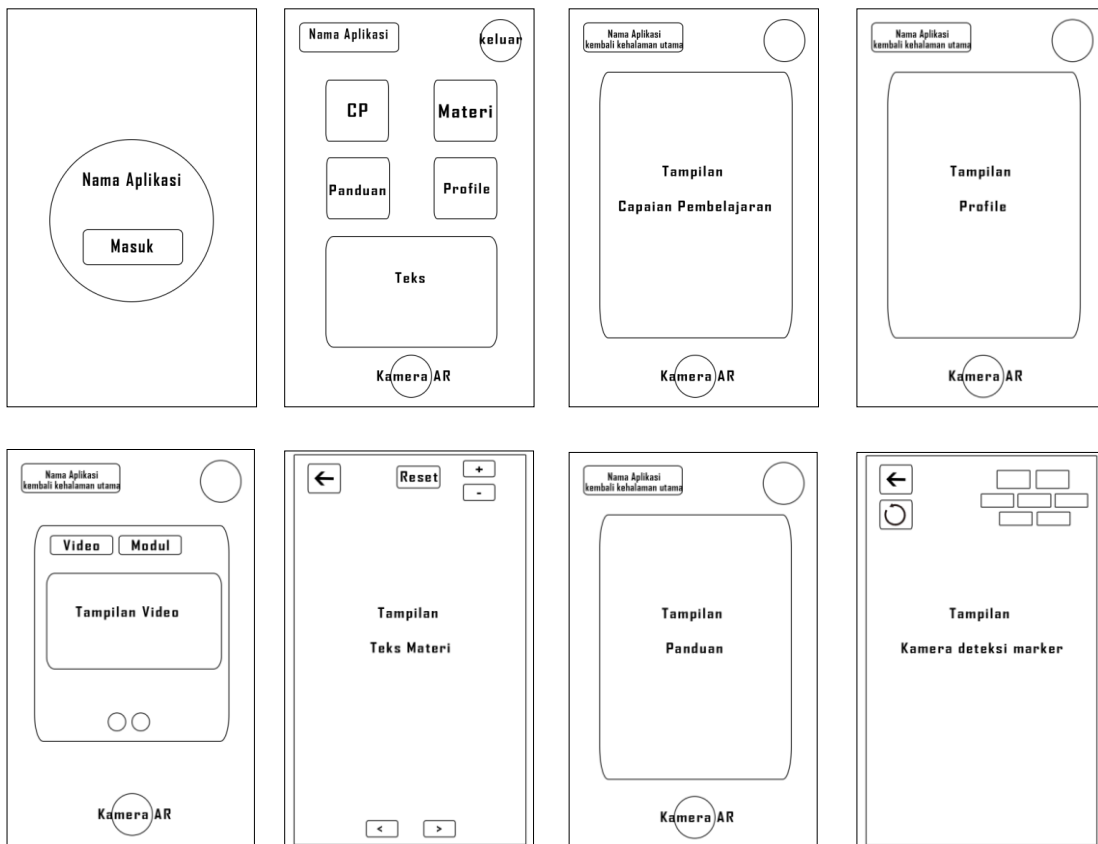 Nama Aplikasi
Masuk
Nama Aplikasi
keluar
CP
Materi
Panduan
Profile
Teks
Kamera AR
Nama Aplikasi
kembali kehalaman utama
Tampilan
Capaian Pembelajaran
Kamera AR
Nama Aplikasi
kembali kehalaman utama
Tampilan
Profile
Kamera AR
Nama Aplikasi
kembali kehalaman utama
Video
Modul
Tampilan Video
Kamera AR
Reset
+
-
Tampilan
Teks Materi
<
>
Nama Aplikasi
kembali kehalaman utama
Tampilan
Panduan
Kamera AR
Tampilan
Kamera deteksi marker